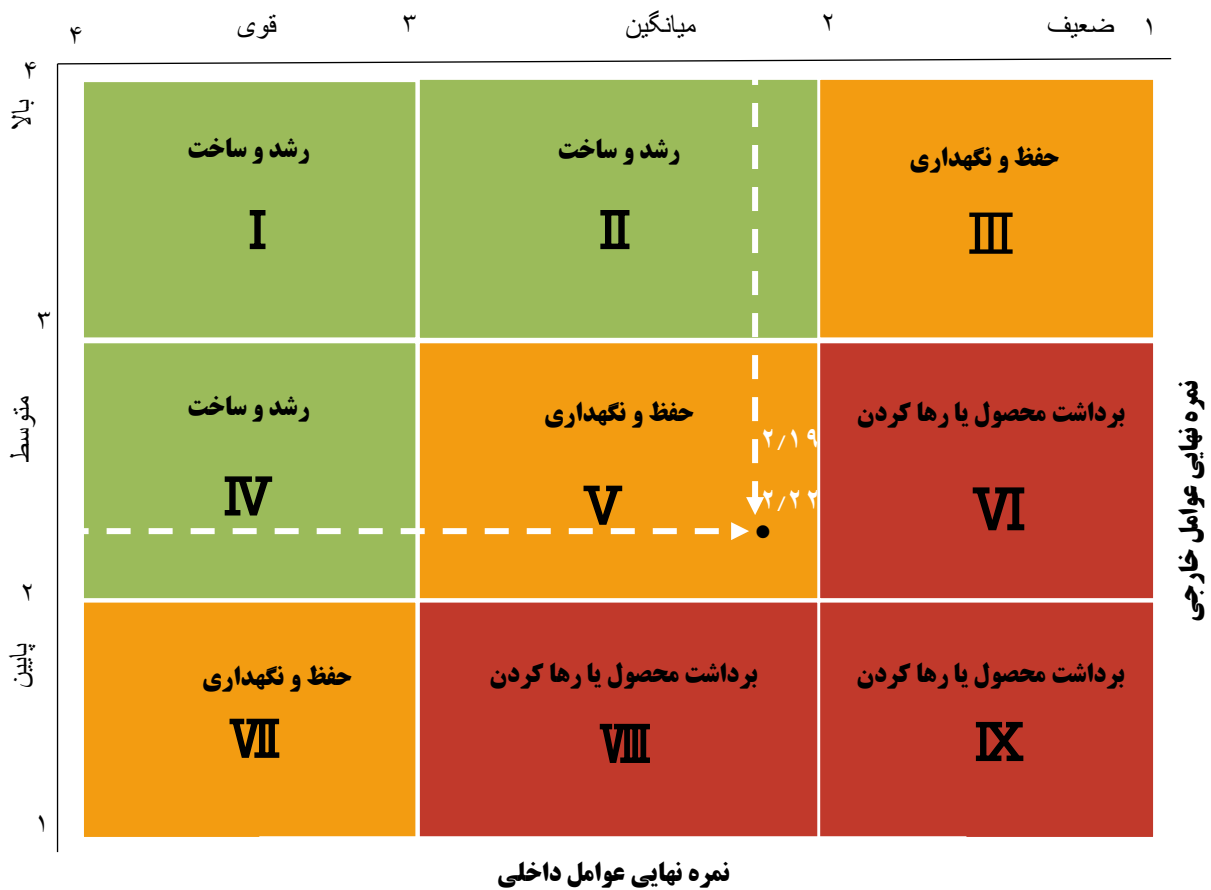 ۱ ضعیف ۲ میانگین ۳ قوی ۴
۴
بالا
۳
متوسط
۲
پایین
۱
حفظ و نگهداری
III
رشد و ساخت
II
رشد و ساخت
I
برداشت محصول یا رها کردن
VI
حفظ و نگهداری
V
۲/۱۹
۲/۲۲
رشد و ساخت
IV
برداشت محصول یا رها کردن
IX
برداشت محصول یا رها کردن
VIII
حفظ و نگهداری
VII
نمره نهایی عوامل خارجی
نمره نهایی عوامل داخلی